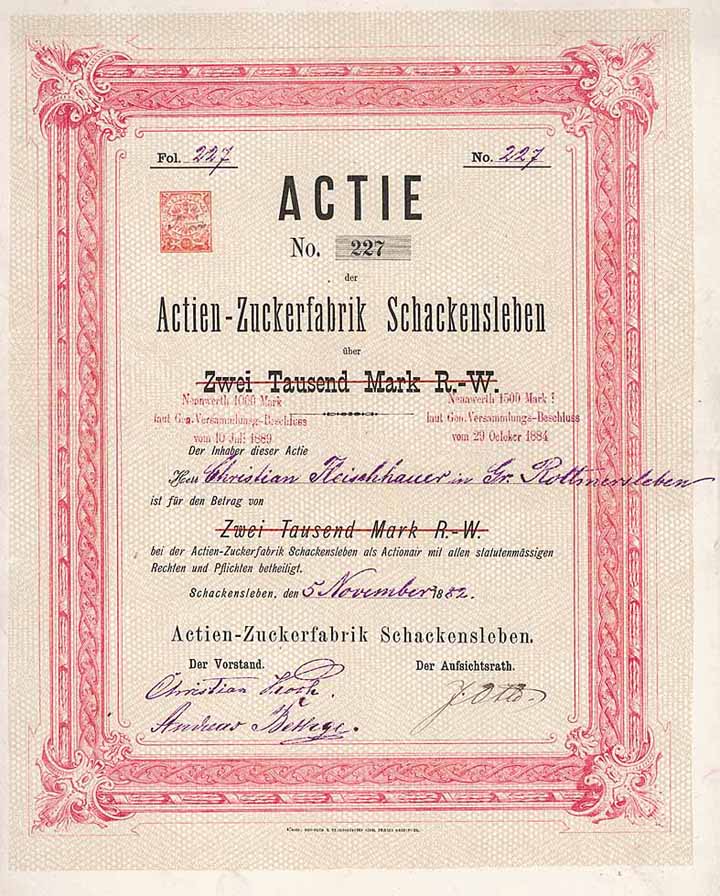 Fol. 227
No. 227
ACTIE
No. 227
der
Actien-Zuckerfabrik Schackensleben
über
Zwei Tausend Mark R.-W.
Nennwerth 1000 Mark
laut Gen. Versammlung-Beschluss
vom 10 Juli 1889
Nennwerth 1500 Mark
laut Gen. Versammlungs-Beschluss
vom 29 October 1884
Der Inhaber dieser Actie
Herr Christian Fleischhauer in Gr. Rottmersleben
ist für den Betrag von
Zwei Tausend Mark R.-W.
bei der Actien-Zuckerfabrik Schackensleben als Actionair mit allen statutenmässigen
Rechten und Pflichten betheiligt.
Schackensleben, den 5 November 1882.
Actien-Zuckerfabrik Schackensleben.
Der Vorstand.
Der Aufsichtsrath.
Christian
Andreas Bethge.